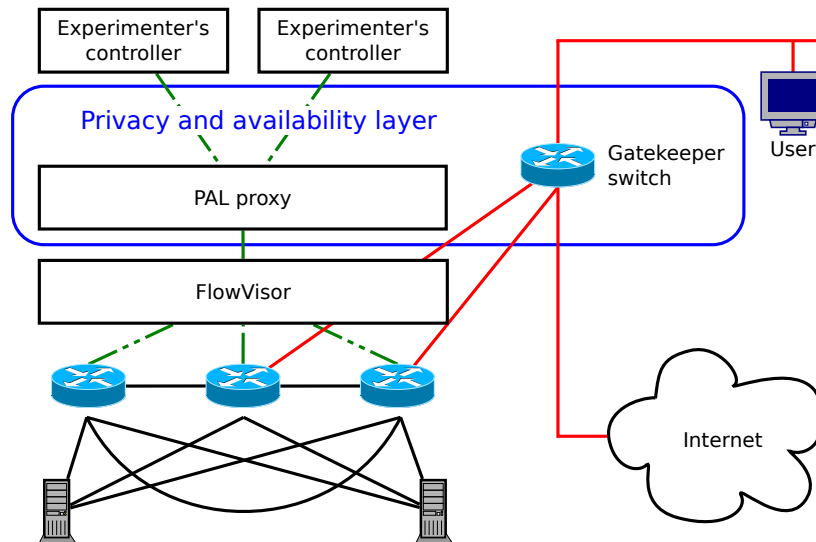 Experimenter's
controller
Experimenter's
controller
Privacy and availability layer
Gatekeeper
switch
User
PAL proxy
FlowVisor
Internet